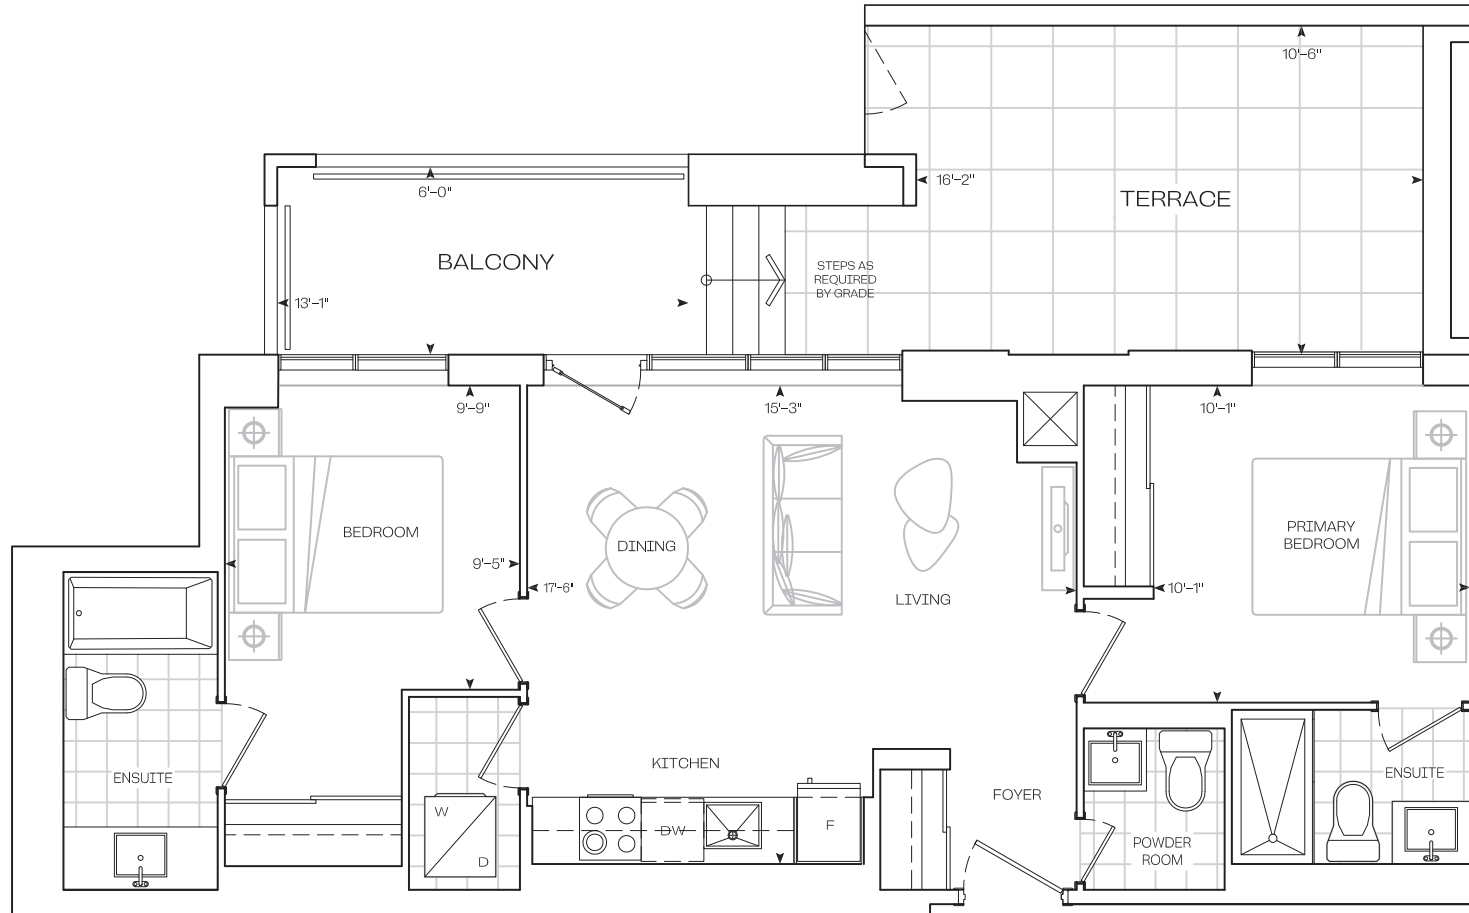 10'-6"
16'-2"
TERRACE
6'-0"
BALCONY
STEPS AS
REQUIRED
BY GRADE
13'-1"
9'-9"
15'-3"
10'-1"
BEDROOM
DINING
PRIMARY
BEDROOM
9'-5"
17'-6"
LIVING
10'-1"
KITCHEN
ENSUITE
FOYER
ENSUITE
W
D
DW
F
POWDER
ROOM